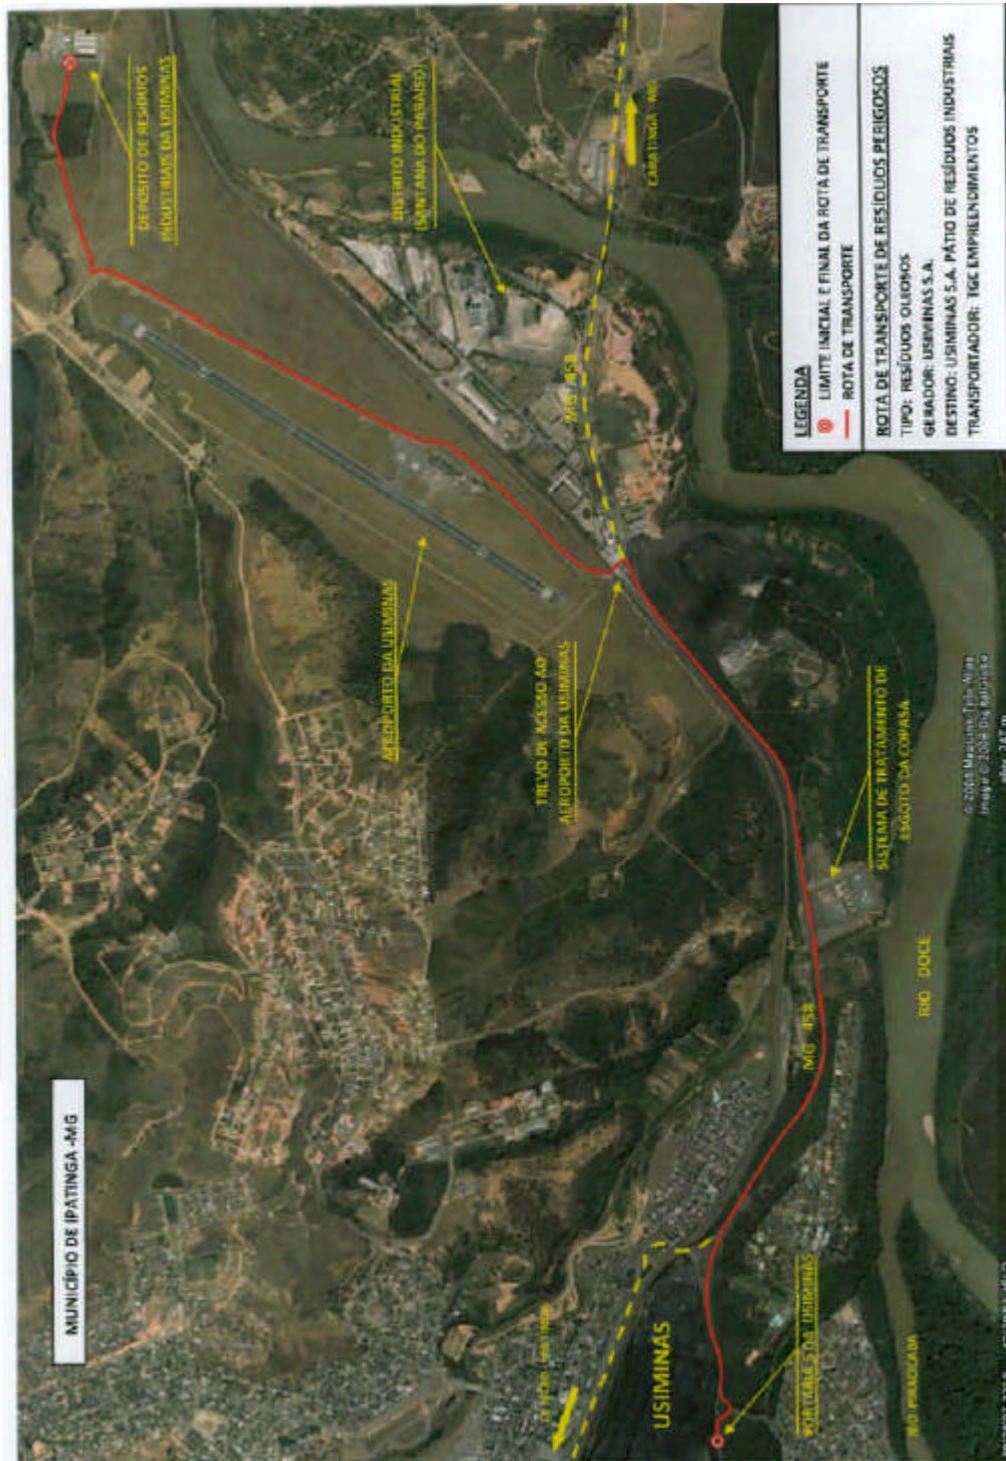 MUNICÍPIO DE IPATINGA -MG
DEPÓSITO DE RESÍDUOS
INDUSTRIAIS DA USIMINAS
DISTRITO INDUSTRIAL
(SANTANA DO PARAÍSO)
CARATINGA - MG
MG 458
AEROPORTO DA USIMINAS
TREVO DE ACESSO AO
AEROPORTO DA USIMINAS
SISTEMA DE TRATAMENTO DE
ESGOTO DA COPASA
MG 458
RIO DOCE
USIMINAS
PORTARIA 5 DA USIMINAS
RIO PIRACICABA
LEGENDA
LIMITE INICIAL E FINAL DA ROTA DE TRANSPORTE
ROTA DE TRANSPORTE
ROTA DE TRANSPORTE DE RESÍDUOS PERIGOSOS
TIPO: RESÍDUOS OLEOSOS
GERADOR: USIMINAS S.A.
DESTINO: USIMINAS S.A. PÁTIO DE RESÍDUOS INDUSTRIAIS
TRANSPORTADOR: TGC EMPREENDIMENTOS